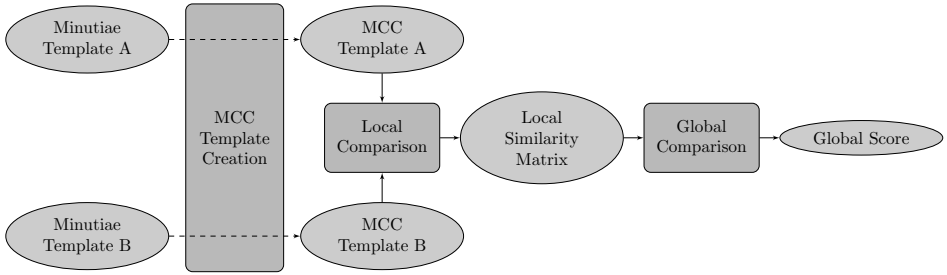 Minutiae
Template A
MCC
Template A
MCC
Template
Creation
Local
Comparison
Local
Similarity
Matrix
Global
Comparison
Global Score
Minutiae
Template B
MCC
Template B